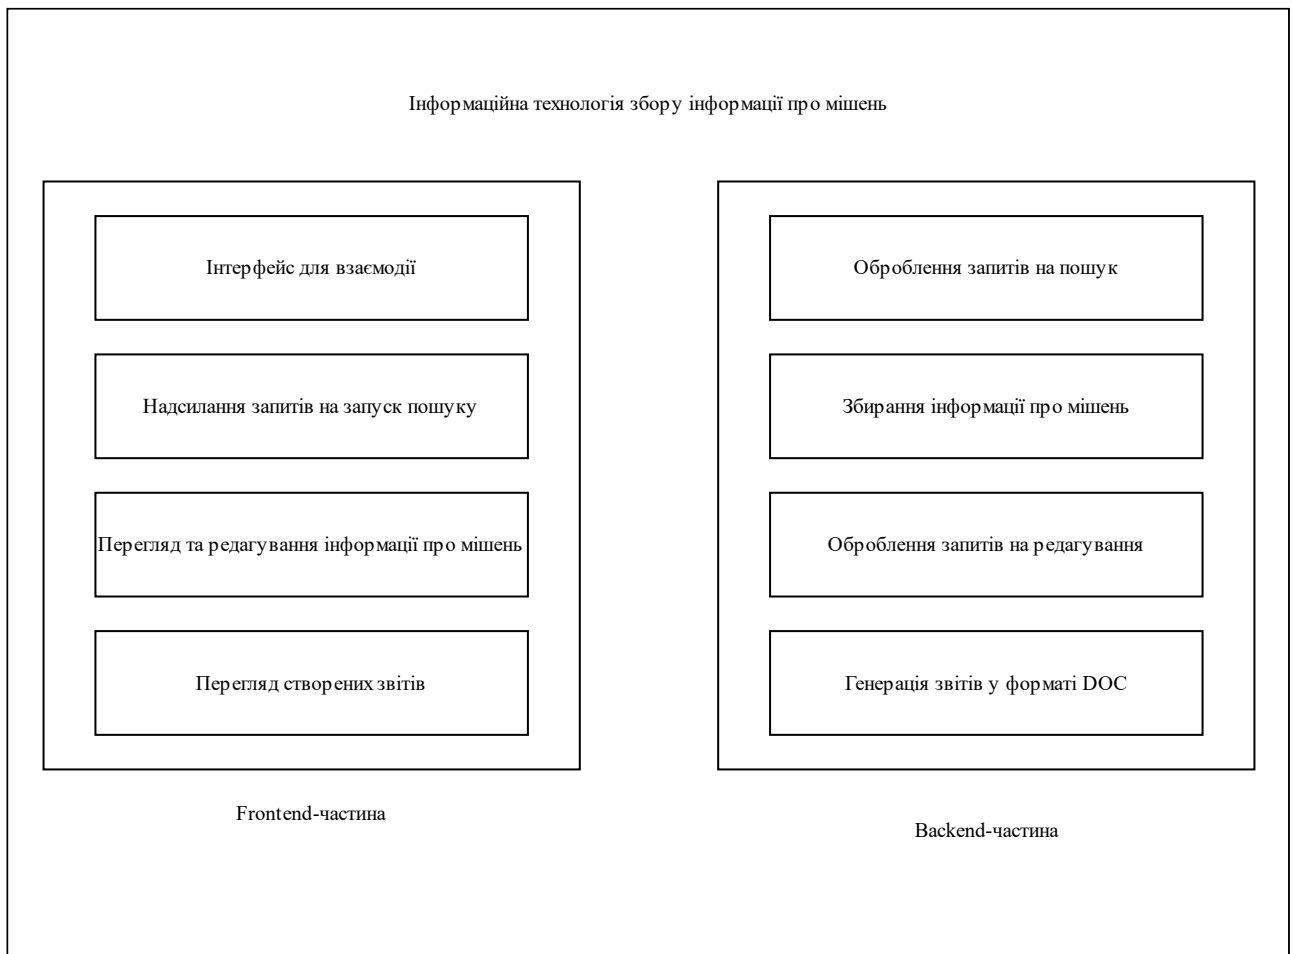 Інформаційна технологія збору інформації про мішень
Інтерфейс для взаємодії
Надсилання запитів на запуск пошуку
Перегляд та редагування інформації про мішень
Перегляд створених звітів
Frontend-частина
Оброблення запитів на пошук
Збирання інформації про мішень
Оброблення запитів на редагування
Генерація звітів у форматі DOC
Backend-частина